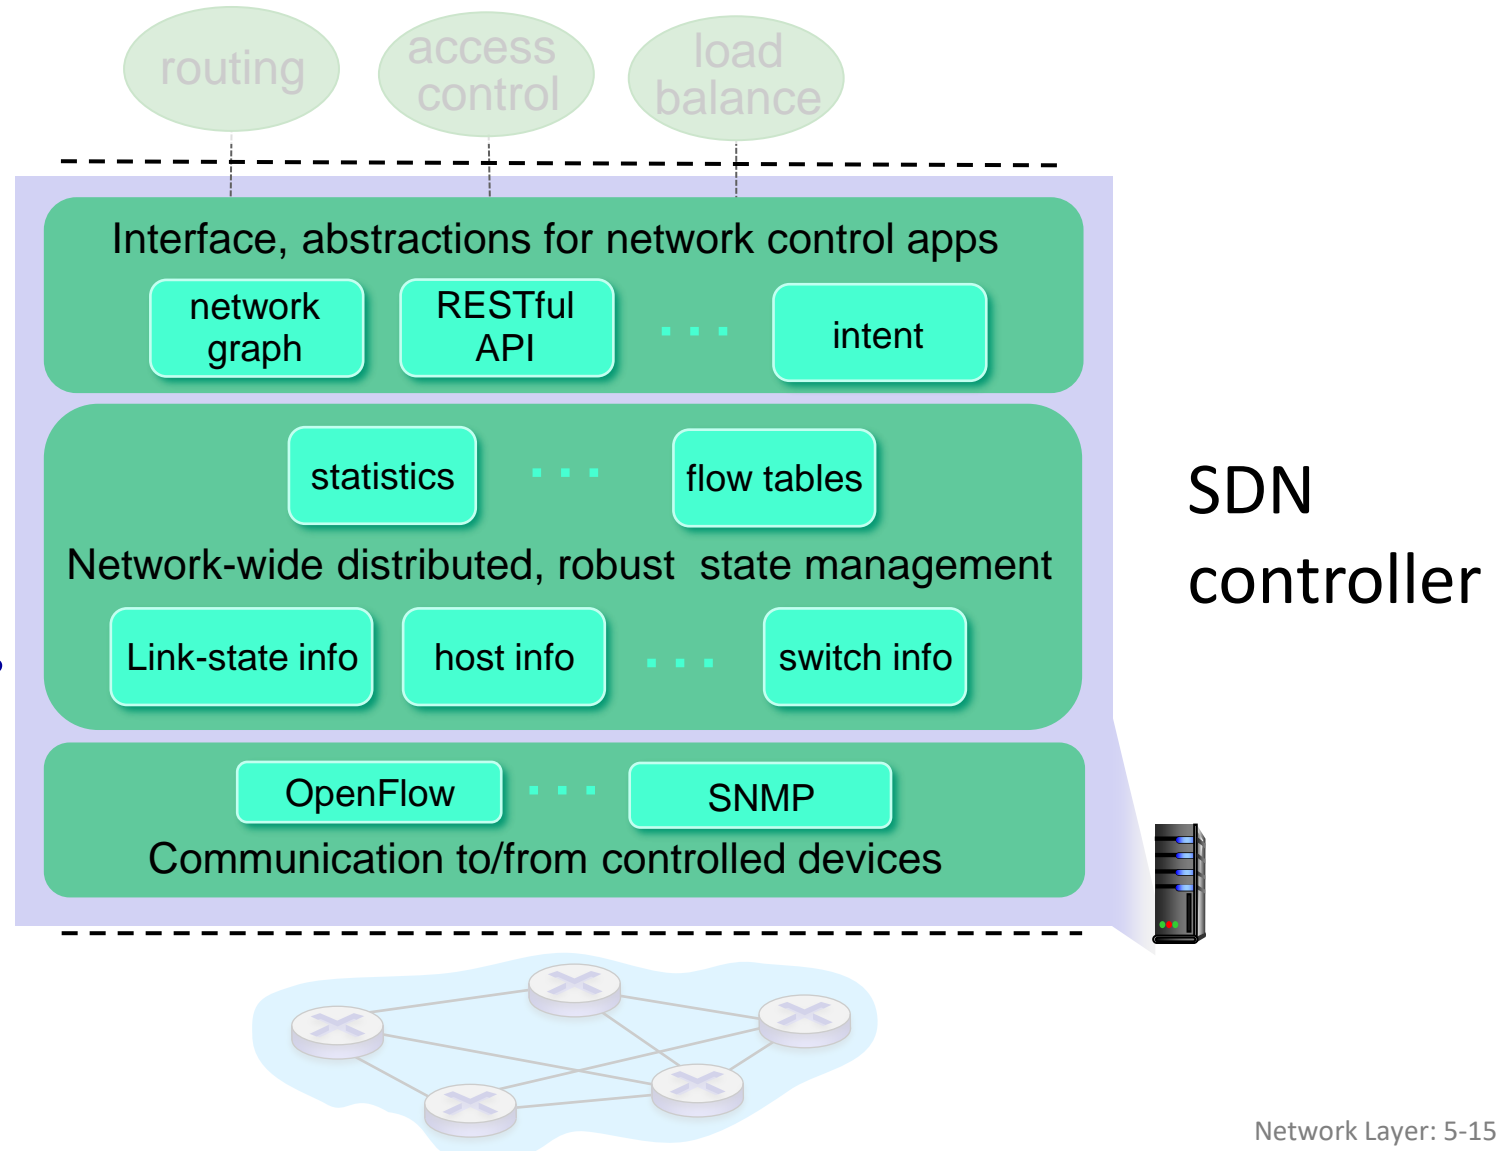 routing
access
control
load
balance
Interface, abstractions for network control apps
network
graph
RESTful
API
intent
statistics
flow tables
Network-wide distributed, robust  state management
Link-state info
host info
switch info
OpenFlow
SNMP
Communication to/from controlled devices
SDN
controller
Network Layer: 5-15